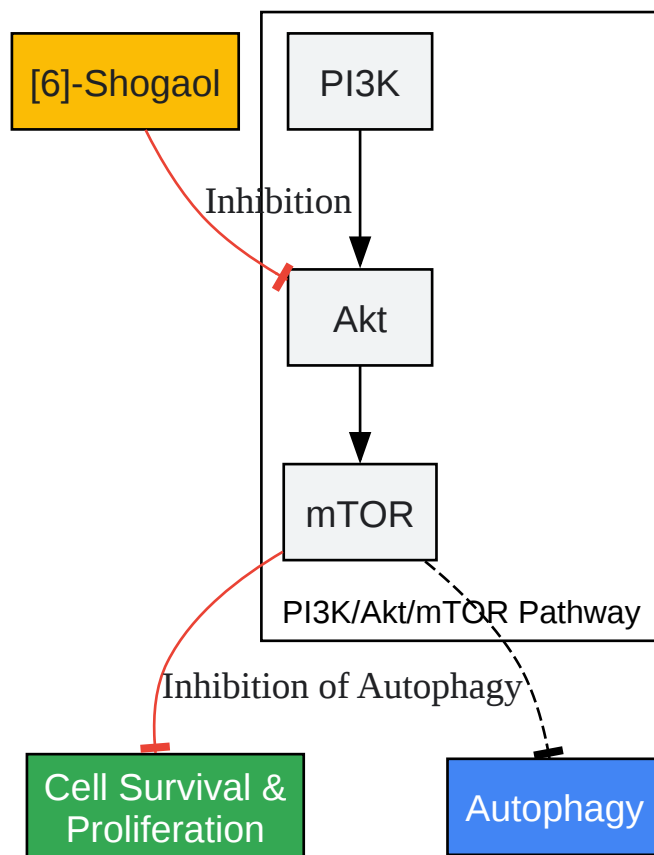 [6]-Shogaol
PI3K
Inhibition
Akt
mTOR
PI3K/Akt/mTOR Pathway
Inhibition of Autophagy
Cell Survival &
Proliferation
Autophagy